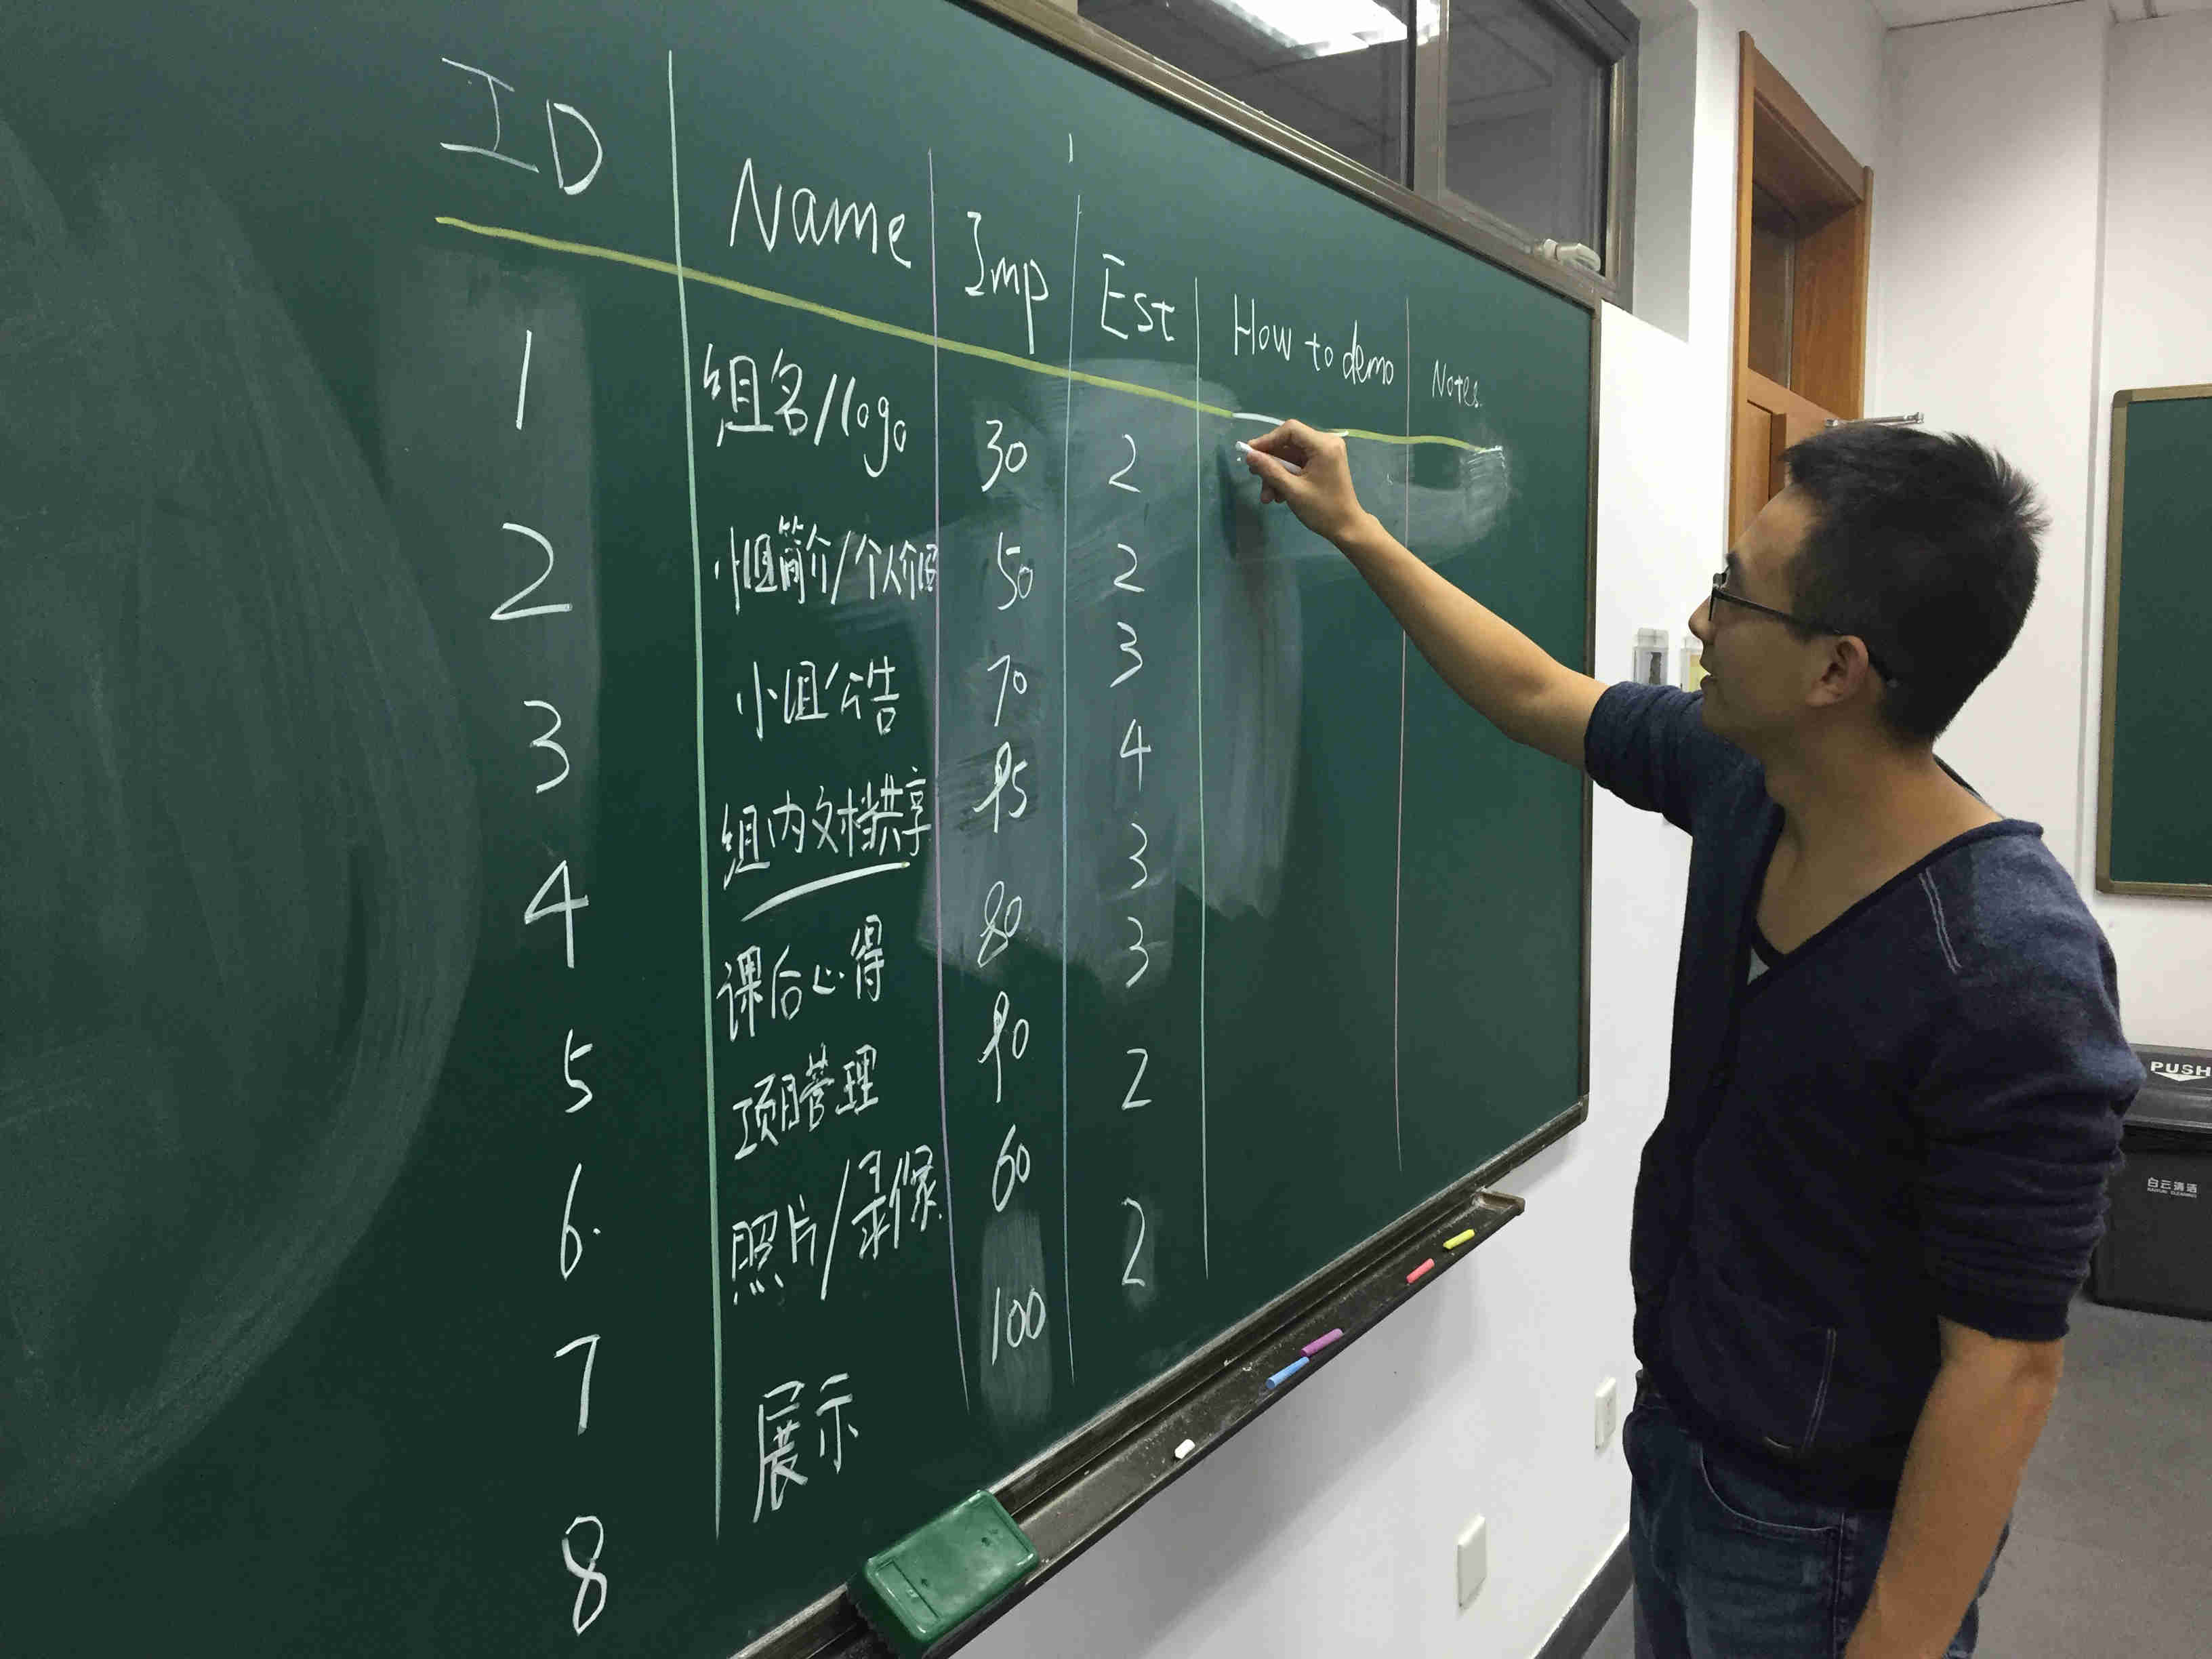 ID Name Imp Est How to demo Notes
1 组名/logo 30 2
2 小组简介/个人介绍 50 2
3 小组公告 70 3
4 组内文档共享 95 4
5 课后心得 80 3
6 项目管理 90 3
7 照片/录像 60 2
8 展示 100 2
PUSH
白云清洁
BAIYUN CLEANING